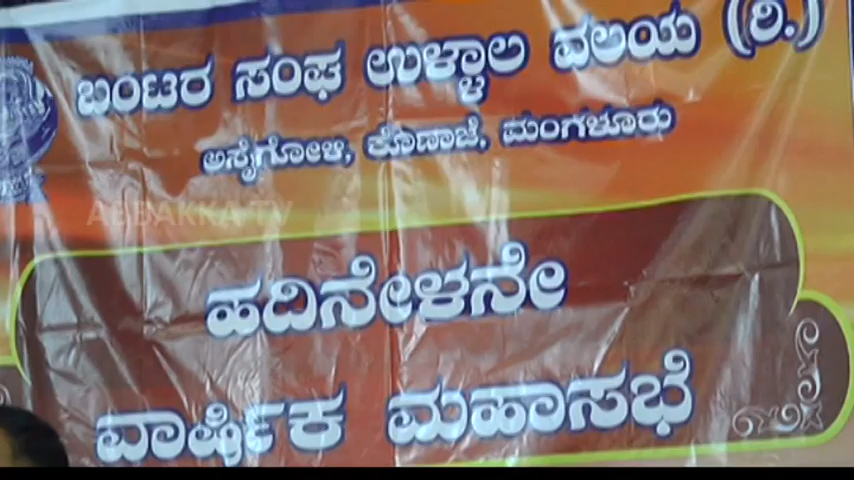 ಬಂಟರ ಸಂಘ ಉಳ್ಳಾಲ ವಲಯ (ರಿ.)
ಅಸೈಗೋಳಿ, ಕೊಣಾಜೆ, ಮಂಗಳೂರು
ABBAKKA TV
ಹದಿನೇಳನೇ
ವಾರ್ಷಿಕ ಮಹಾಸಭೆ